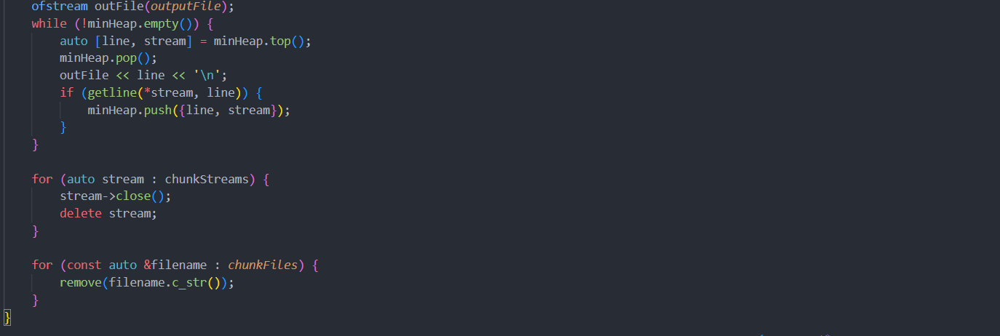 ofstream outFile(outputFile);
while (!minHeap.empty()) {
auto [line, stream] = minHeap.top();
minHeap.pop();
outFile << line << '\n';
if (getline(*stream, line)) {
minHeap.push({line, stream});
}
}
for (auto stream : chunkStreams) {
stream->close();
delete stream;
}
for (const auto &filename : chunkFiles) {
remove(filename.c_str());
}
}